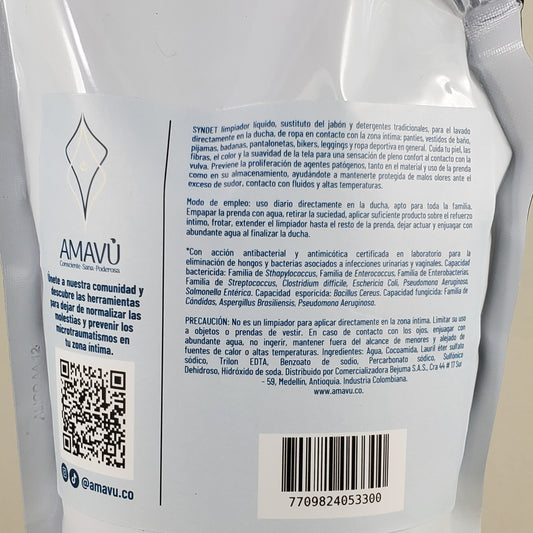 AMAVÚ
Consciente·Sana·Poderosa
Únete a nuestra comunidad y
descubre las herramientas
para dejar de normalizar las
molestias y prevenir los
microtraumatismos en
tu zona íntima.
@amavu.co
SYNDET limpiador líquido, sustituto del jabón y detergentes tradicionales, para el lavado
directamente en la ducha, de ropa en contacto con la zona íntima: panties, vestidos de baño,
pijamas, badanas, pantalonetas, bikers, leggings y ropa deportiva en general. Cuida tu piel, las
fibras, el color y la suavidad de la tela para una sensación de pleno confort al contacto con la
vulva. Previene la proliferación de agentes patógenos, tanto en el material y uso de la prenda
como en su almacenamiento, ayudándote a mantenerte protegida de malos olores ante el
exceso de sudor, contacto con fluidos y altas temperaturas.
Modo de empleo: uso diario directamente en la ducha, apto para toda la familia.
Empapar la prenda con agua, retirar la suciedad, aplicar suficiente producto sobre el refuerzo
íntimo, frotar, extender el limpiador hasta el resto de la prenda, dejar actuar y enjuagar con
abundante agua al finalizar la ducha.
*Con acción antibacterial y antimicótica certificada en laboratorio para la
eliminación de hongos y bacterias asociados a infecciones urinarias y vaginales. Capacidad
bactericida: Familia de Sthapylococcus, Familia de Enterococcus, Familia de Enterobacterias,
Familia de Streptococcus, Clostridium difficile, Escherichia Coli, Pseudomona Aeruginosa,
Salmonella Entérica. Capacidad esporicida: Bacillus Cereus. Capacidad fungicida: Familia de
Cándidas, Aspergillus Brasiliensis, Pseudomona Aeruginosa.
PRECAUCIÓN: No es un limpiador para aplicar directamente en la zona íntima. Limitar su uso
a objetos o prendas de vestir. En caso de contacto con los ojos, enjuagar con
abundante agua, no ingerir, mantener fuera del alcance de menores y alejado de
fuentes de calor o altas temperaturas. Ingredientes: Agua, Cocoamida, Lauril éter sulfato
sódico, Trilon EDTA, Benzoato de sodio, Percarbonato sódico, Sulfónico
Dehidroso, Hidróxido de soda. Distribuido por Comercializadora Bejuma S.A.S., Cra 44 # 17 Sur
- 59, Medellín, Antioquia. Industria Colombiana.
www.amavu.co.
7709824053300